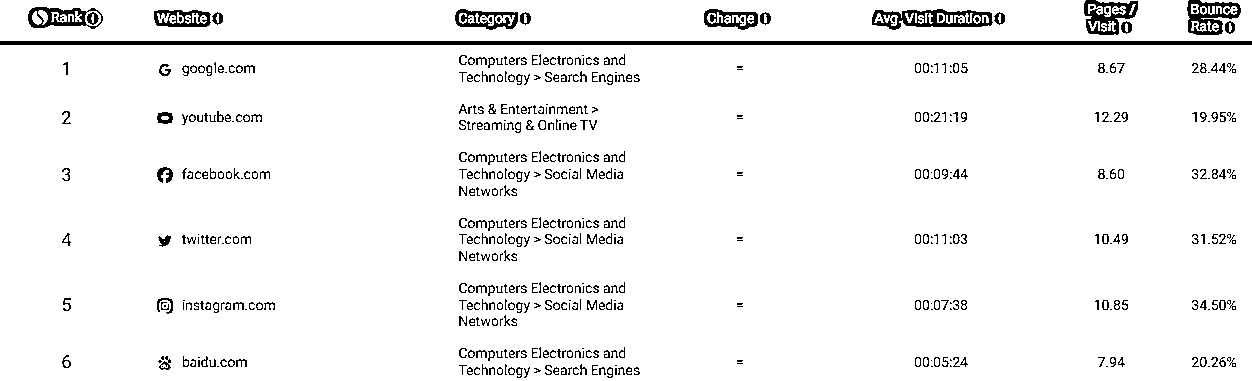 Rank Website Category Change Avg. Visit Duration Pages / Visit Bounce Rate
1 google.com Computers Electronics and Technology > Search Engines = 00:11:05 8.67 28.44%
2 youtube.com Arts & Entertainment > Streaming & Online TV = 00:21:19 12.29 19.95%
3 facebook.com Computers Electronics and Technology > Social Media Networks = 00:09:44 8.60 32.84%
4 twitter.com Computers Electronics and Technology > Social Media Networks = 00:11:03 10.49 31.52%
5 instagram.com Computers Electronics and Technology > Social Media Networks = 00:07:38 10.85 34.50%
6 baidu.com Computers Electronics and Technology > Search Engines = 00:05:24 7.94 20.26%